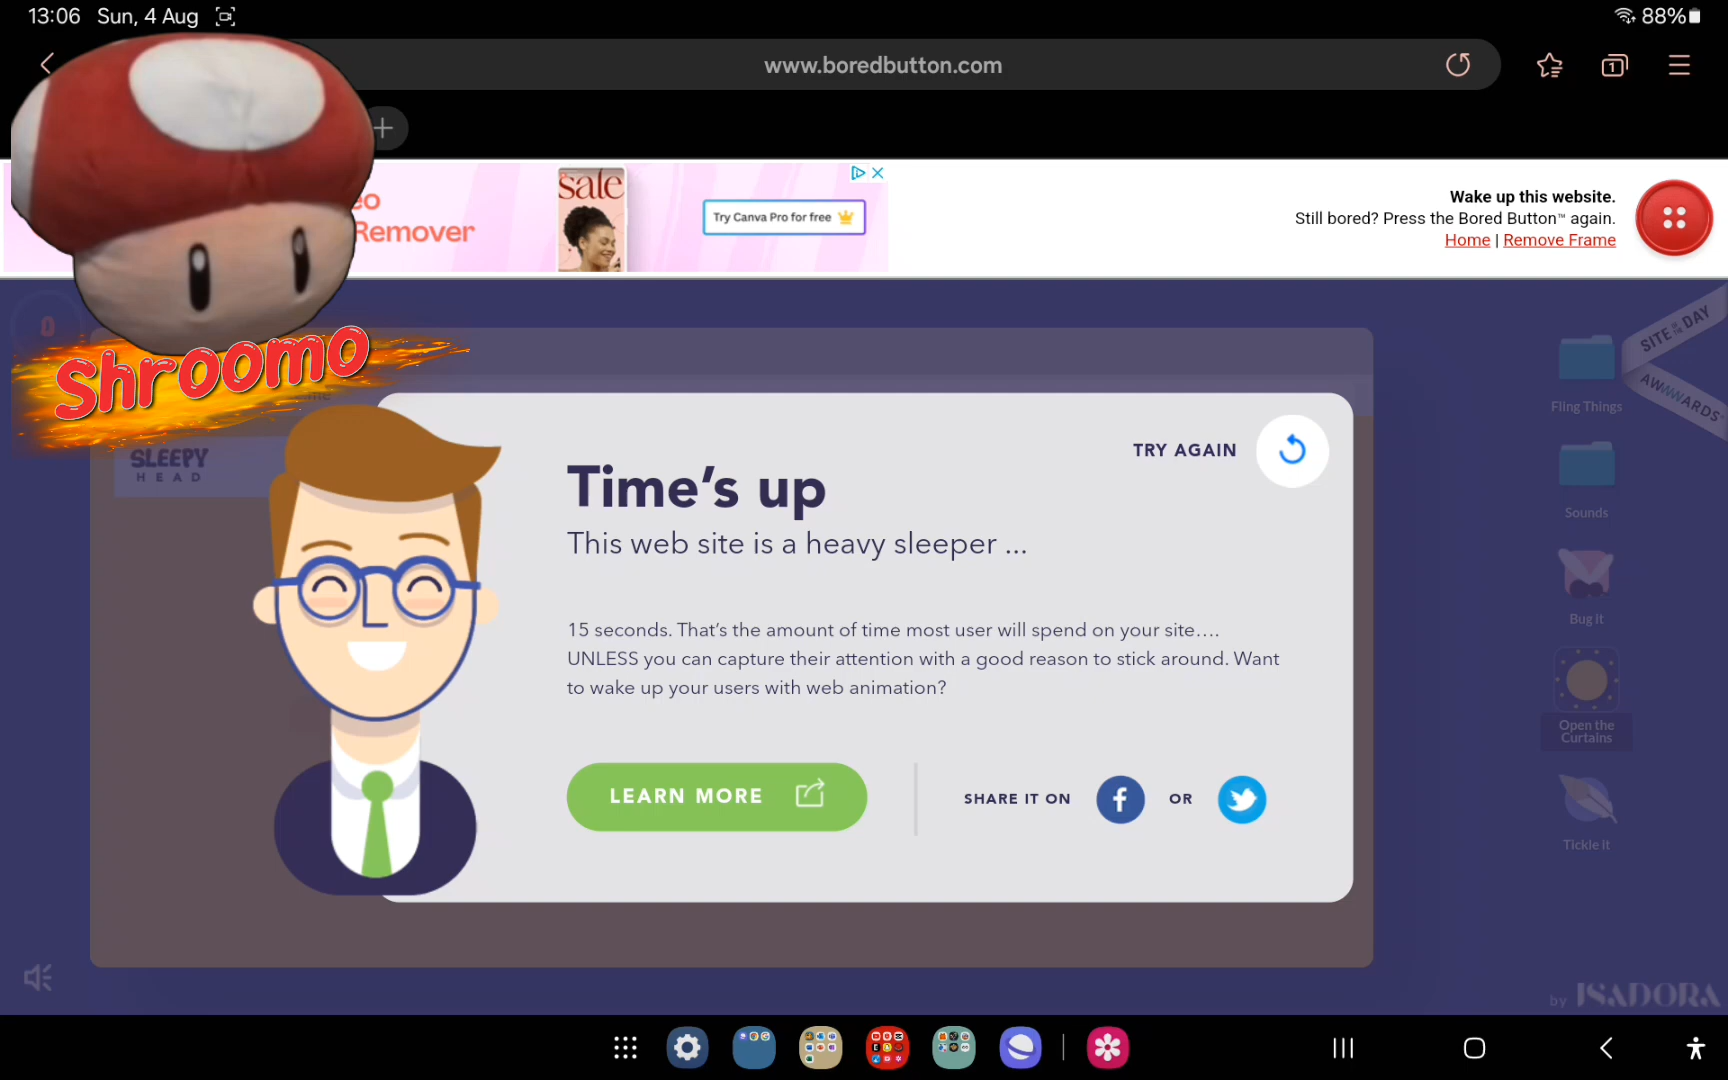 13:06 Sun, 4 Aug
88%
www.boredbutton.com
1
eo
Remover
sale
Try Canva Pro for free
Wake up this website.
Still bored? Press the Bored Button™ again.
Home | Remove Frame
0
Shroomo
SITE OF THE DAY
AWWWARDS
Fling Things
SLEEPY
HEAD
TRY AGAIN
Time's up
This web site is a heavy sleeper ...
Sounds
Bug It
15 seconds. That's the amount of time most user will spend on your site....
UNLESS you can capture their attention with a good reason to stick around. Want
to wake up your users with web animation?
Open the
Curtains
LEARN MORE
SHARE IT ON
f
OR
Tickle it
by ISADORA